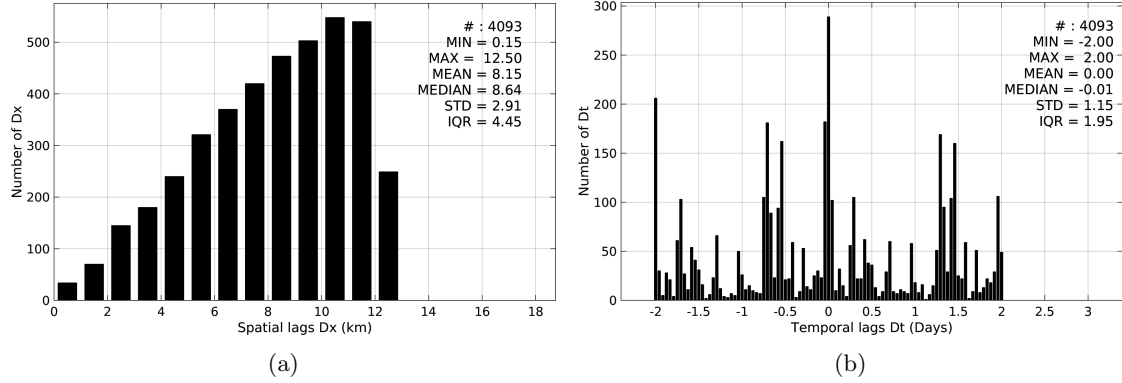 Number of Dx
500
400
300
200
100
0
0 2 4 6 8 10 12 14 16 18
Spatial lags Dx (km)
# : 4093
MIN = 0.15
MAX = 12.50
MEAN = 8.15
MEDIAN = 8.64
STD = 2.91
IQR = 4.45
(a)
Number of Dt
300
250
200
150
100
50
0
-2 -1.5 -1 -0.5 0 0.5 1 1.5 2 2.5 3
Temporal lags Dt (Days)
# : 4093
MIN = -2.00
MAX = 2.00
MEAN = 0.00
MEDIAN = -0.01
STD = 1.15
IQR = 1.95
(b)